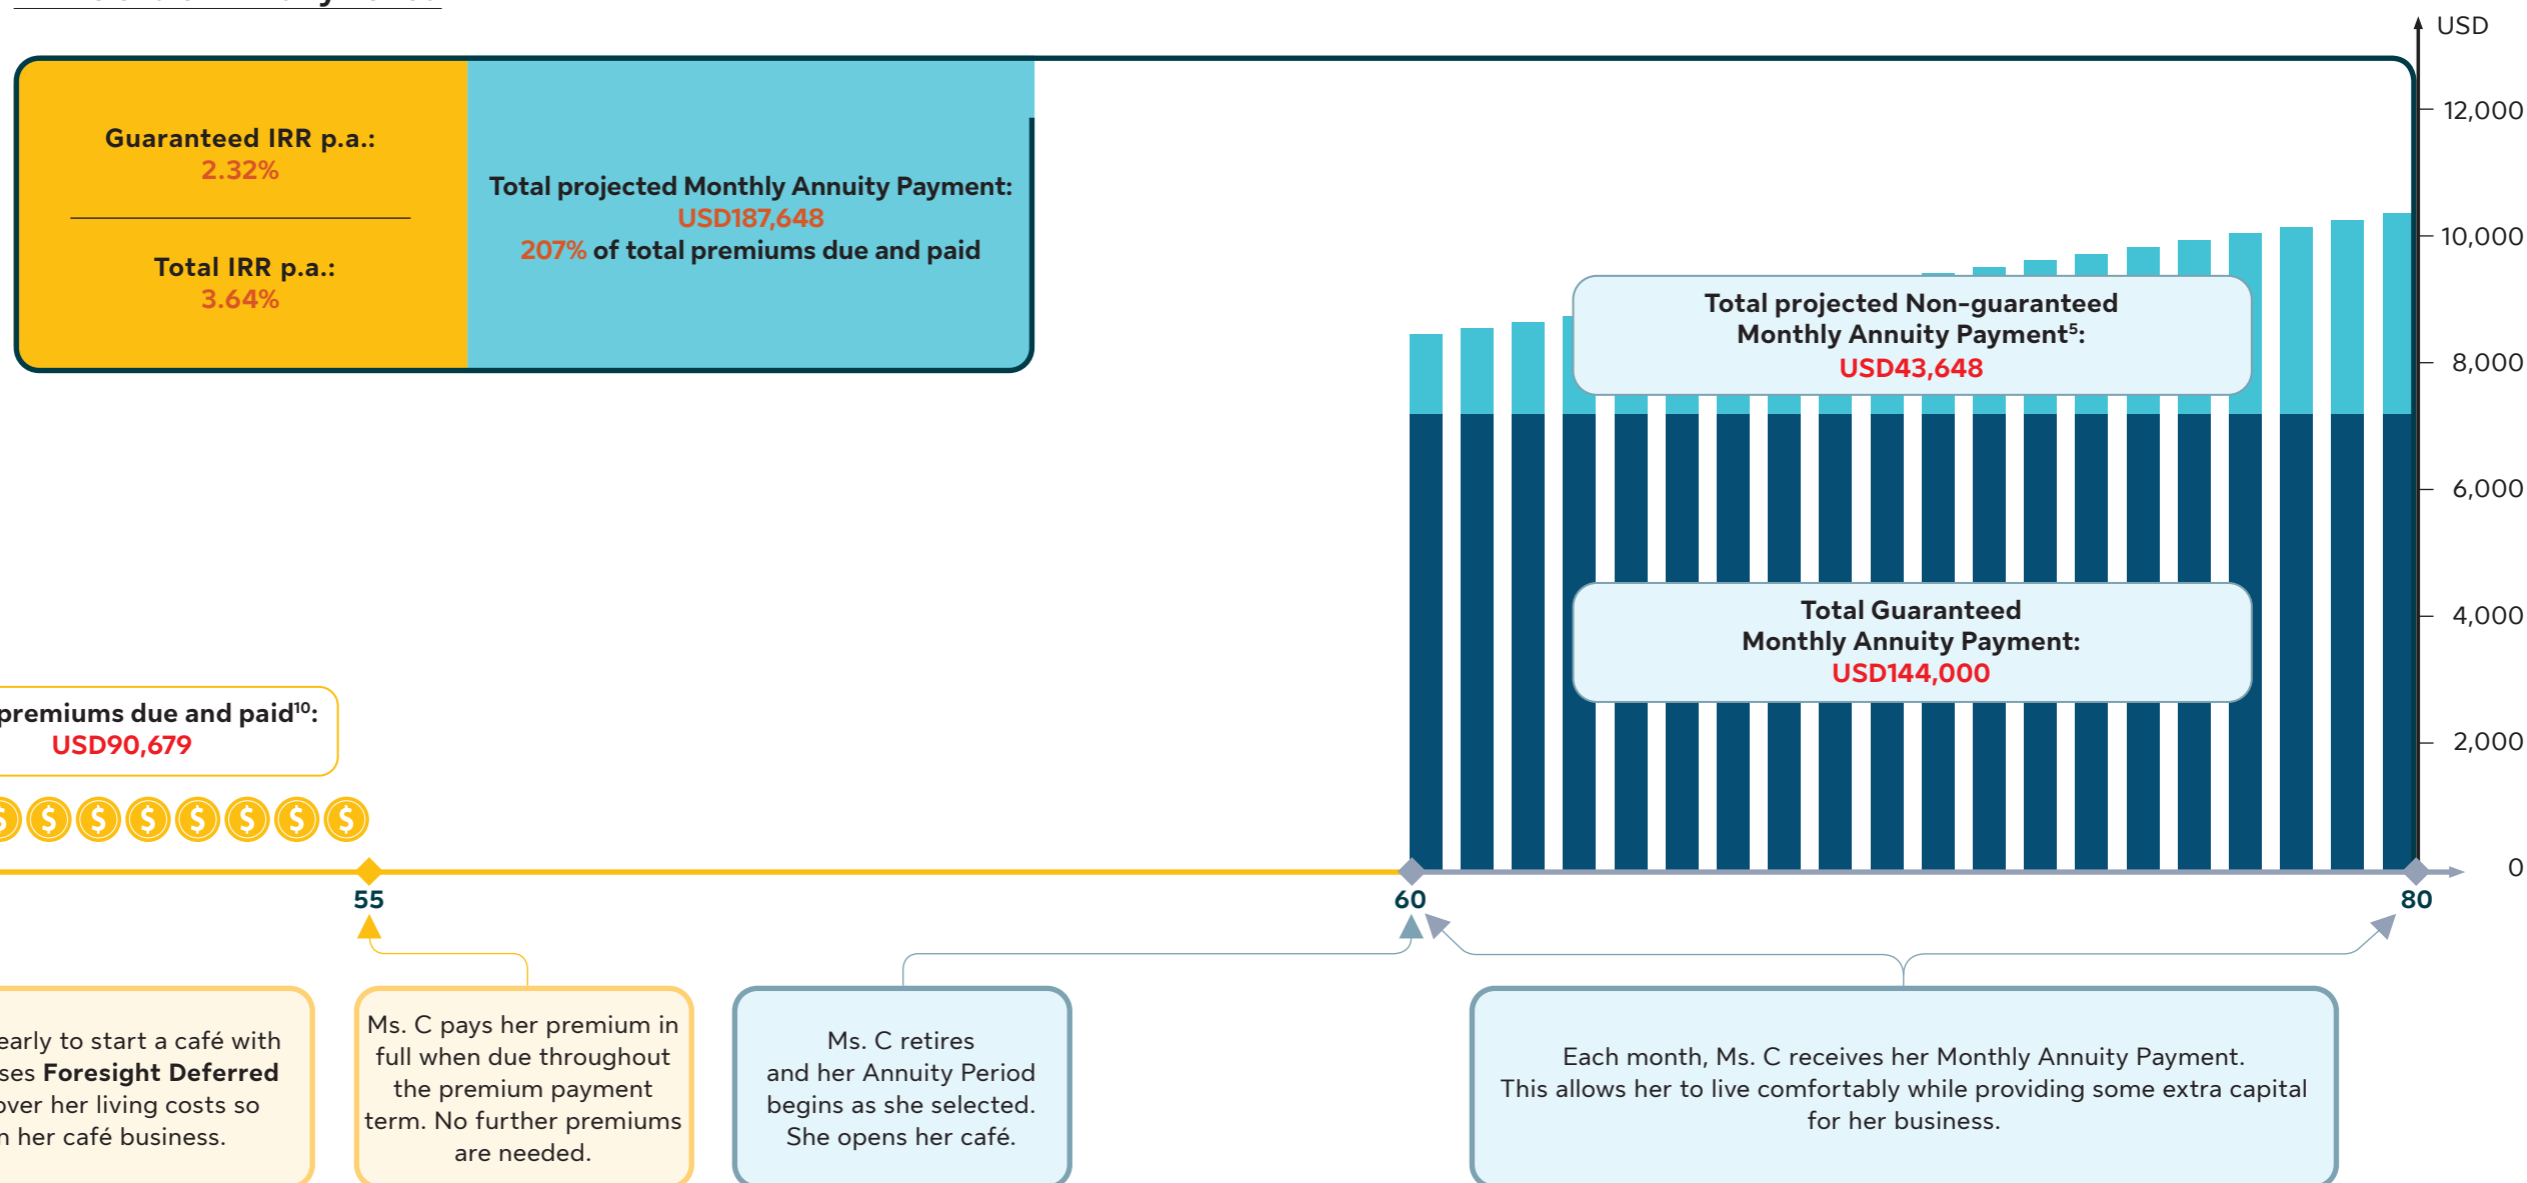 USD
12,000
10,000
8,000
6,000
4,000
2,000
0
Guaranteed IRR p.a.:
2.32%
Total IRR p.a.:
3.64%
Total projected Monthly Annuity Payment:
USD187,648
207% of total premiums due and paid
Total projected Non-guaranteed
Monthly Annuity Payment⁵:
USD43,648
Total Guaranteed
Monthly Annuity Payment:
USD144,000
premiums due and paid¹⁰:
USD90,679
$ $ $ $ $ $ $ $
55
60
80
early to start a café with
Foresight Deferred
her living costs so
her café business.
Ms. C pays her premium in
full when due throughout
the premium payment
term. No further premiums
are needed.
Ms. C retires
and her Annuity Period
begins as she selected.
She opens her café.
Each month, Ms. C receives her Monthly Annuity Payment.
This allows her to live comfortably while providing some extra capital
for her business.